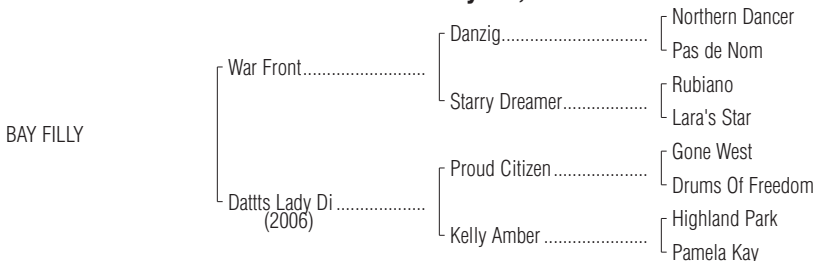 Northern Dancer
Danzig..............................
Pas de Nom
War Front.........................
Rubiano
Starry Dreamer..................
Lara's Star
BAY FILLY
Gone West
Proud Citizen....................
Drums Of Freedom
Dattts Lady Di...................
(2006)
Highland Park
Kelly Amber......................
Pamela Kay